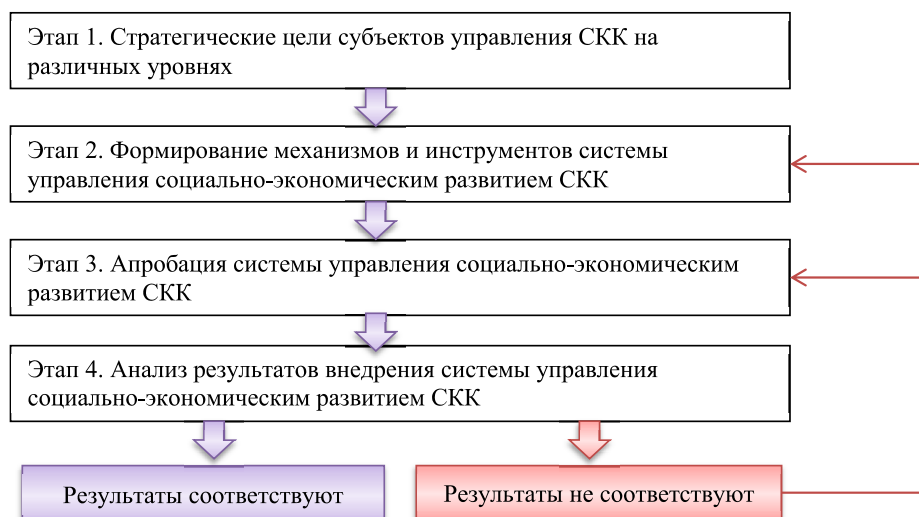 Этап 1. Стратегические цели субъектов управления СКК на
различных уровнях
Этап 2. Формирование механизмов и инструментов системы
управления социально-экономическим развитием СКК
Этап 3. Апробация системы управления социально-экономическим
развитием СКК
Этап 4. Анализ результатов внедрения системы управления
социально-экономическим развитием СКК
Результаты соответствуют
Результаты не соответствуют